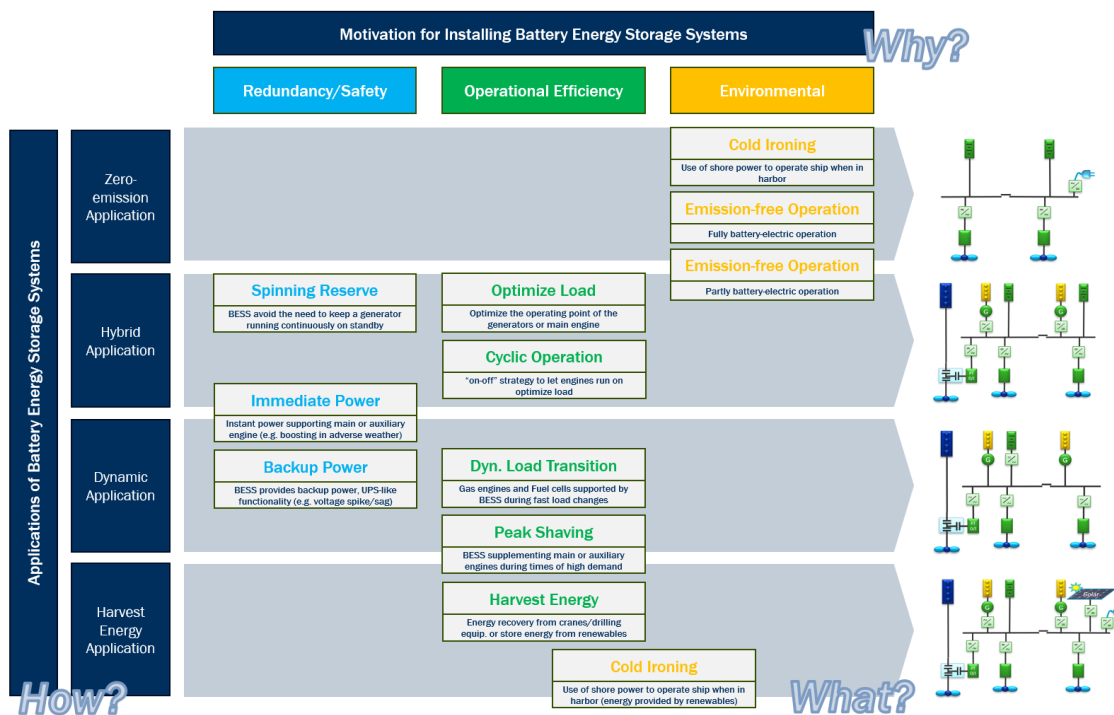 Motivation for Installing Battery Energy Storage Systems
Why?
Redundancy/Safety
Operational Efficiency
Environmental
Applications of Battery Energy Storage Systems
Zero-
emission
Application
Cold Ironing
Use of shore power to operate ship when in
harbor
Emission-free Operation
Fully battery-electric operation
Emission-free Operation
Partly battery-electric operation
Hybrid
Application
Spinning Reserve
BESS avoid the need to keep a generator
running continuously on standby
Optimize Load
Optimize the operating point of the
generators or main engine
Cyclic Operation
“on-off” strategy to let engines run on
optimize load
Immediate Power
Instant power supporting main or auxiliary
engine (e.g. boosting in adverse weather)
Dynamic
Application
Backup Power
BESS provides backup power, UPS-like
functionality (e.g. voltage spike/sag)
Dyn. Load Transition
Gas engines and Fuel cells supported by
BESS during fast load changes
Peak Shaving
BESS supplementing main or auxiliary
engines during times of high demand
Harvest
Energy
Application
Harvest Energy
Energy recovery from cranes/drilling
equip. or store energy from renewables
Cold Ironing
Use of shore power to operate ship when in
harbor (energy provided by renewables)
How?
What?
G
G
G
G
G
G
Solar